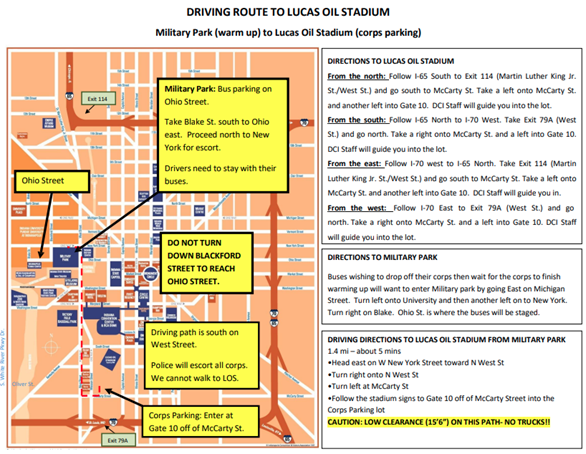 DRIVING ROUTE TO LUCAS OIL STADIUM
Military Park (warm up) to Lucas Oil Stadium (corps parking)
Exit 114
Military Park: Bus parking on
Ohio Street.
Take Blake St. south to Ohio
east. Proceed north to New
York for escort.
Drivers need to stay with their
buses.
Ohio Street
DO NOT TURN
DOWN BLACKFORD
STREET TO REACH
OHIO STREET.
Driving path is south on
West Street.
Police will escort all corps.
We cannot walk to LOS.
Corps Parking: Enter at
Gate 10 off of McCarty St.
Exit 79A
S. White River Pkwy Dr.
Oliver St.
DIRECTIONS TO LUCAS OIL STADIUM
From the north: Follow I-65 South to Exit 114 (Martin Luther King Jr.
St./West St.) and go south to McCarty St. Take a left onto McCarty St.
and another left into Gate 10. DCI Staff will guide you into the lot.
From the south: Follow I-65 North to I-70 West. Take Exit 79A (West
St.) and go north. Take a right onto McCarty St. and a left into Gate 10.
DCI Staff will guide you into the lot.
From the east: Follow I-70 west to I-65 North. Take Exit 114 (Martin
Luther King Jr. St./West St.) and go south to McCarty St. Take a left onto
McCarty St. and another left into Gate 10. DCI Staff will guide you in.
From the west: Follow I-70 East to Exit 79A (West St.) and go
north. Take a right onto McCarty St. and a left into Gate 10. DCI Staff
will guide you into the lot.
DIRECTIONS TO MILITARY PARK
Buses wishing to drop off their corps then wait for the corps to finish
warming up will want to enter Military park by going East on Michigan
Street. Turn left onto University and then another left on to New York.
Turn right on Blake. Ohio St. is where the buses will be staged.
DRIVING DIRECTIONS TO LUCAS OIL STADIUM FROM MILITARY PARK
1.4 mi – about 5 mins
•Head east on W New York Street toward N West St
•Turn right onto N West St
•Turn left at McCarty St
•Follow the stadium signs to Gate 10 off of McCarty Street into the
Corps Parking lot
CAUTION: LOW CLEARANCE (15'6") ON THIS PATH- NO TRUCKS!!